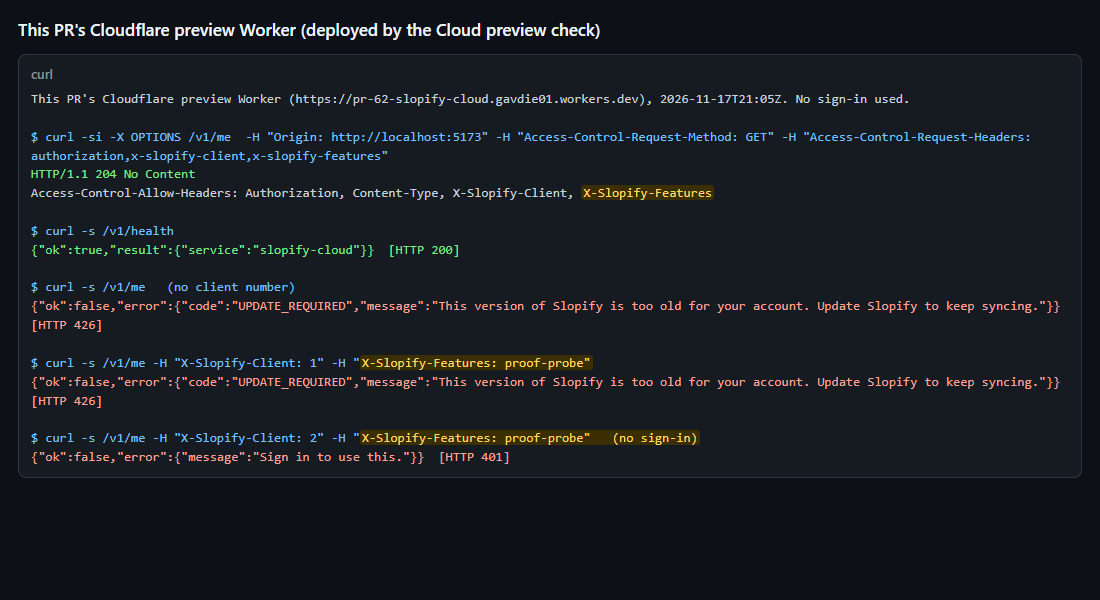 This PR's Cloudflare preview Worker (deployed by the Cloud preview check)
curl
This PR's Cloudflare preview Worker (https://pr-62-slopify-cloud.gavdie01.workers.dev), 2026-11-17T21:05Z. No sign-in used.
$ curl -si -X OPTIONS /v1/me  -H "Origin: http://localhost:5173" -H "Access-Control-Request-Method: GET" -H "Access-Control-Request-Headers:
authorization,x-slopify-client,x-slopify-features"
HTTP/1.1 204 No Content
Access-Control-Allow-Headers: Authorization, Content-Type, X-Slopify-Client, X-Slopify-Features
$ curl -s /v1/health
{"ok":true,"result":{"service":"slopify-cloud"}}  [HTTP 200]
$ curl -s /v1/me   (no client number)
{"ok":false,"error":{"code":"UPDATE_REQUIRED","message":"This version of Slopify is too old for your account. Update Slopify to keep syncing."}}
[HTTP 426]
$ curl -s /v1/me -H "X-Slopify-Client: 1" -H "X-Slopify-Features: proof-probe"
{"ok":false,"error":{"code":"UPDATE_REQUIRED","message":"This version of Slopify is too old for your account. Update Slopify to keep syncing."}}
[HTTP 426]
$ curl -s /v1/me -H "X-Slopify-Client: 2" -H "X-Slopify-Features: proof-probe"   (no sign-in)
{"ok":false,"error":{"message":"Sign in to use this."}}  [HTTP 401]